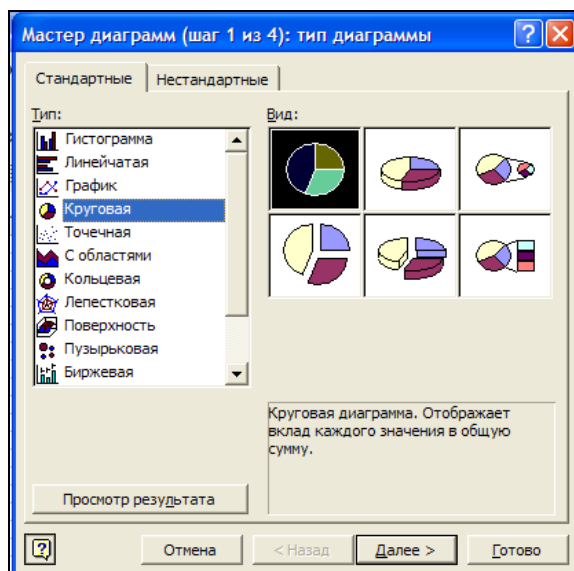 Мастер диаграмм (шаг 1 из 4): тип диаграммы
Стандартные Нестандартные
Тип:
Гистограмма
Линейчатая
График
Круговая
Точечная
С областями
Кольцевая
Лепестковая
Поверхность
Пузырьковая
Биржевая
Вид:
Круговая диаграмма. Отображает
вклад каждого значения в общую
сумму.
Просмотр результата
Отмена < Назад Далее > Готово